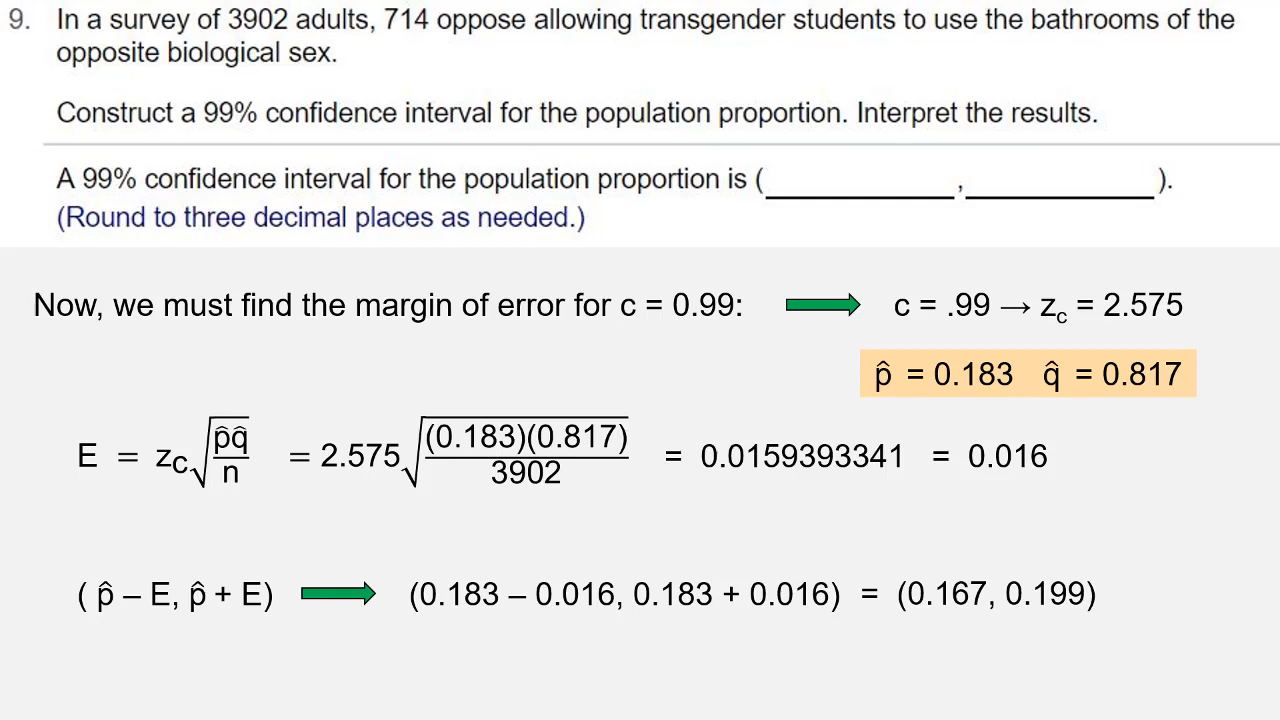 9. In a survey of 3902 adults, 714 oppose allowing transgender students to use the bathrooms of the
opposite biological sex.
Construct a 99% confidence interval for the population proportion. Interpret the results.
A 99% confidence interval for the population proportion is (____________,____________).
(Round to three decimal places as needed.)
Now, we must find the margin of error for c = 0.99: c = .99 → z_c = 2.575
p̂ = 0.183 q̂ = 0.817
E = z_c√(p̂q̂/n) = 2.575√((0.183)(0.817)/3902) = 0.0159393341 = 0.016
( p̂ – E, p̂ + E) (0.183 – 0.016, 0.183 + 0.016) = (0.167, 0.199)